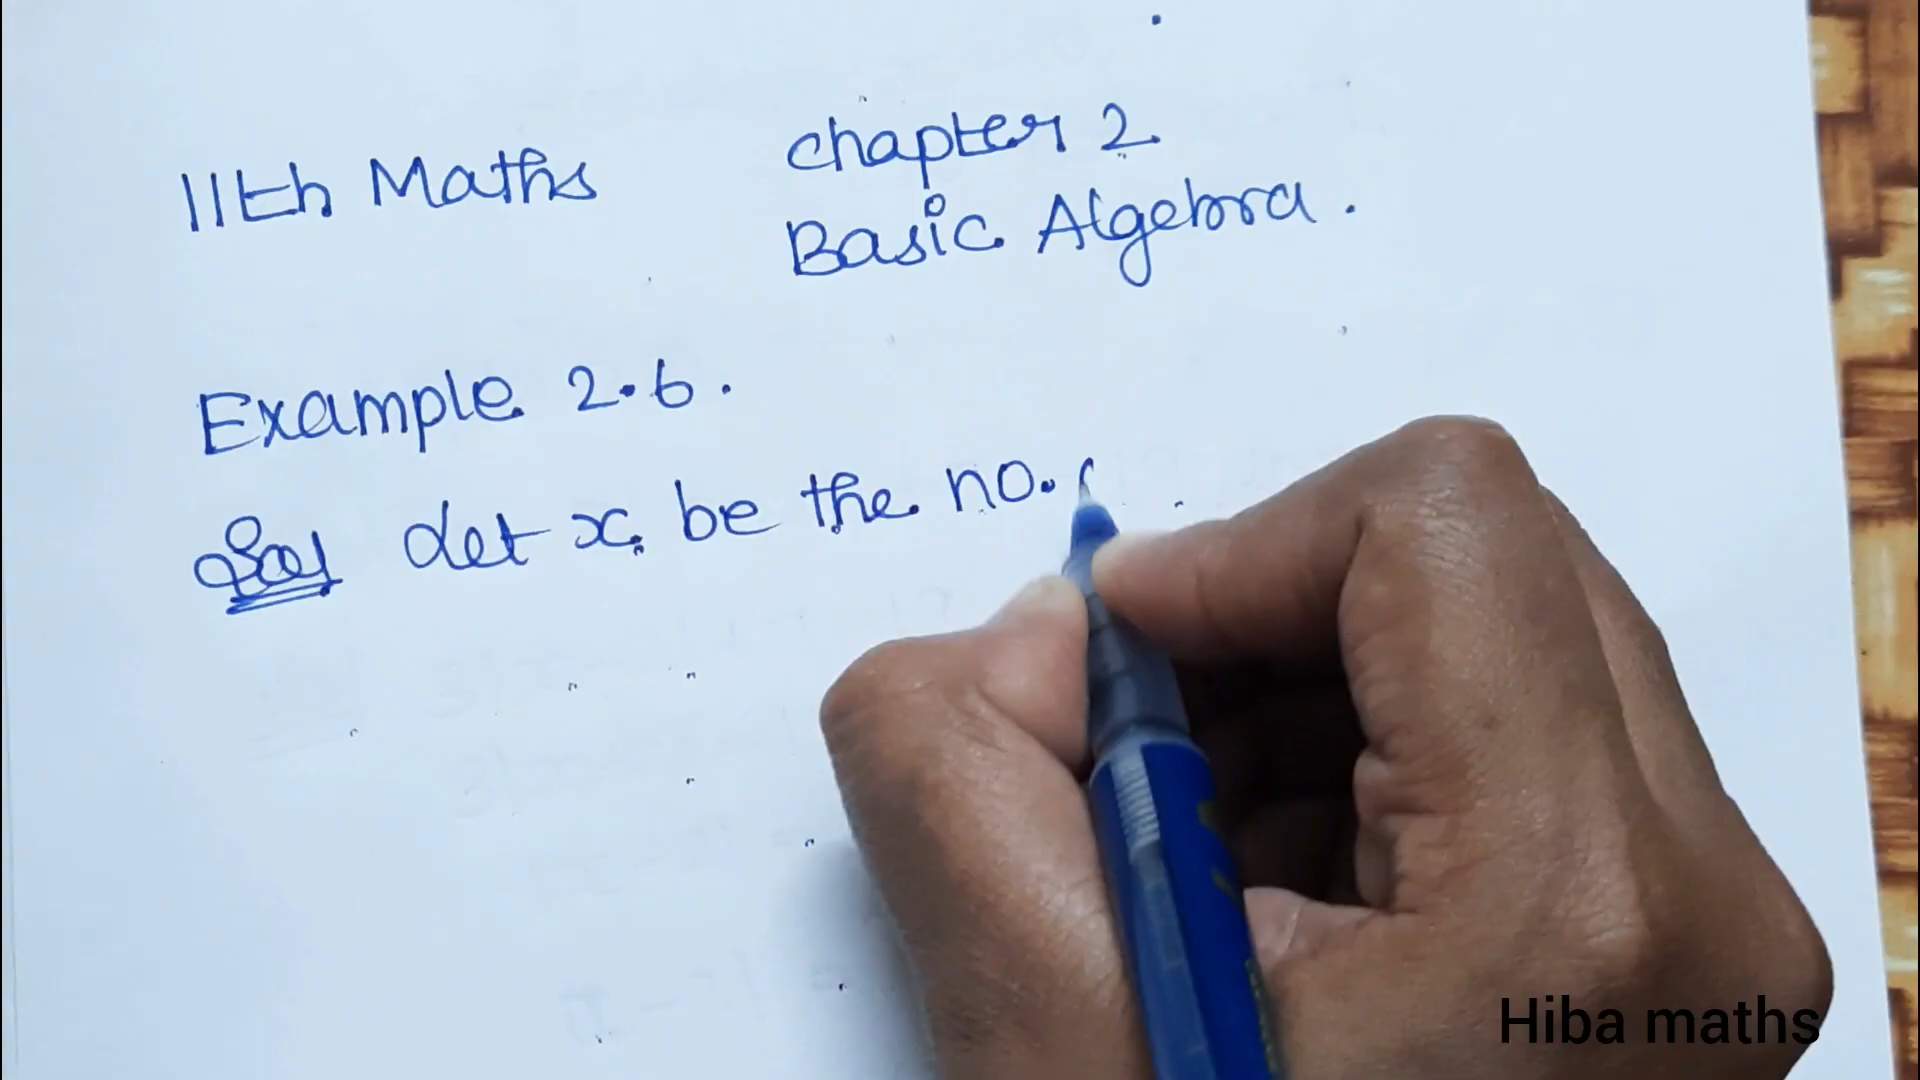 11th Maths
chapter 2
Basic Algebra.
Example 2.6.
Sol Let x be the no.
Hiba maths